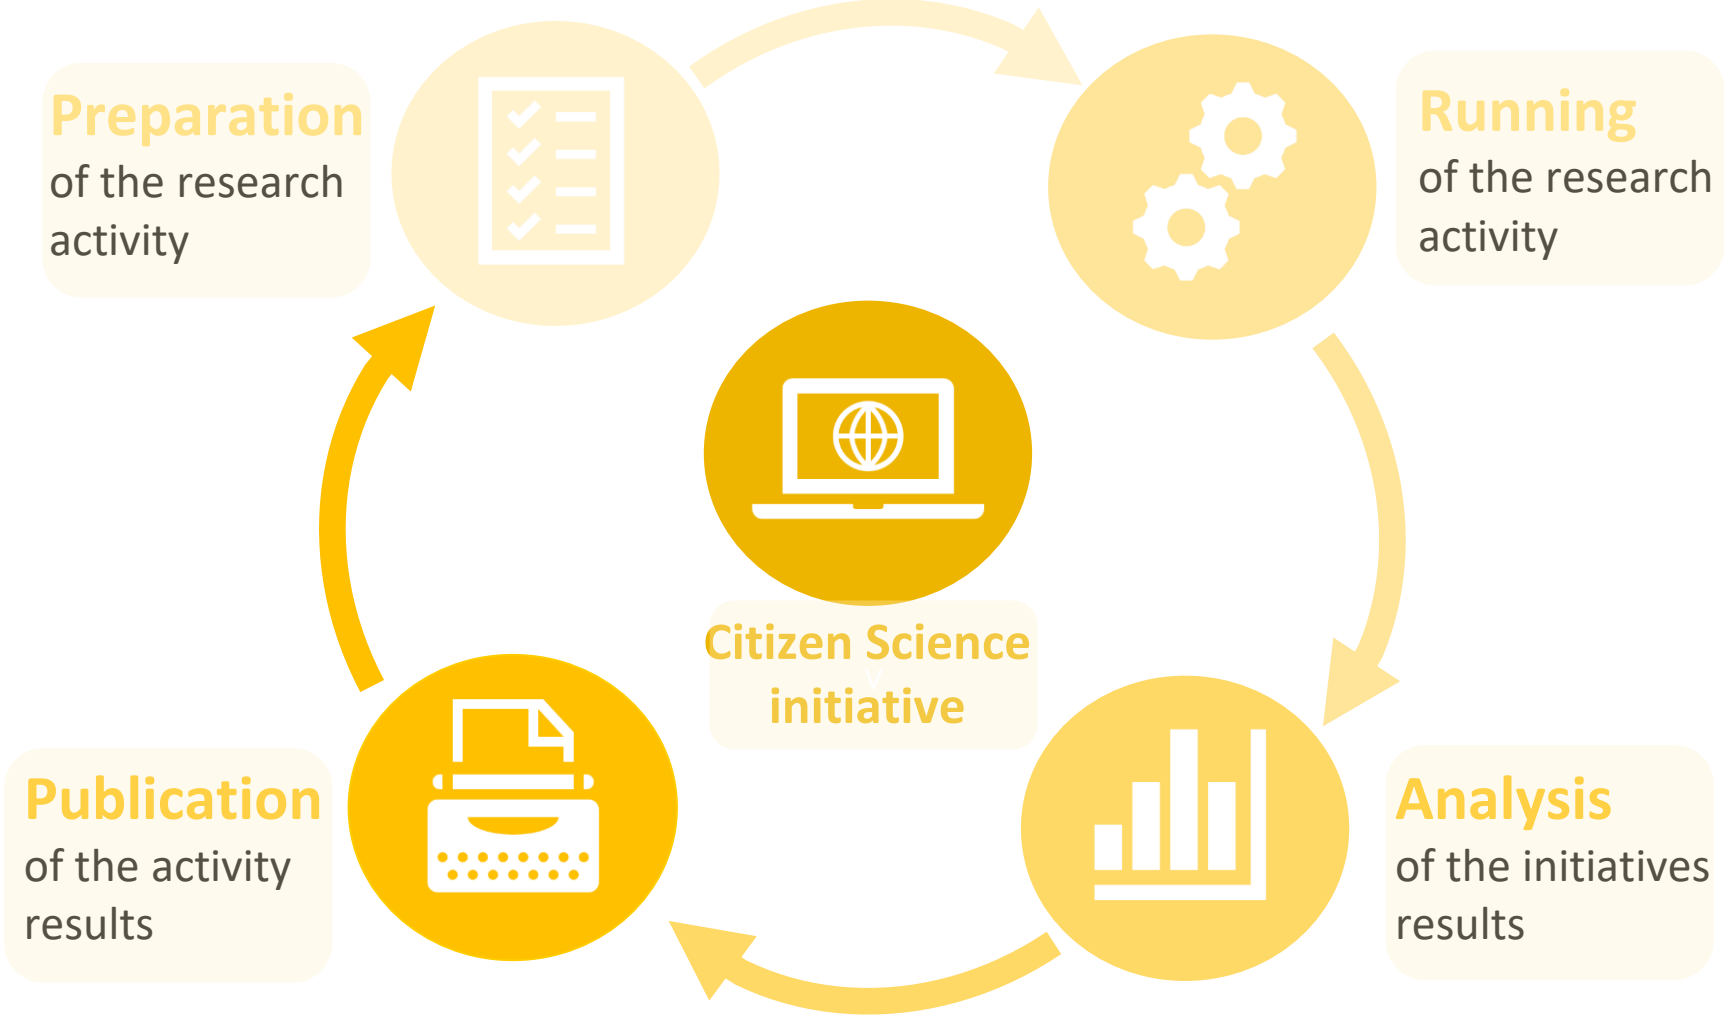 Preparation
of the research
activity
Running
of the research
activity
Citizen Science
v
initiative
Publication
of the activity
results
Analysis
of the initiatives
results